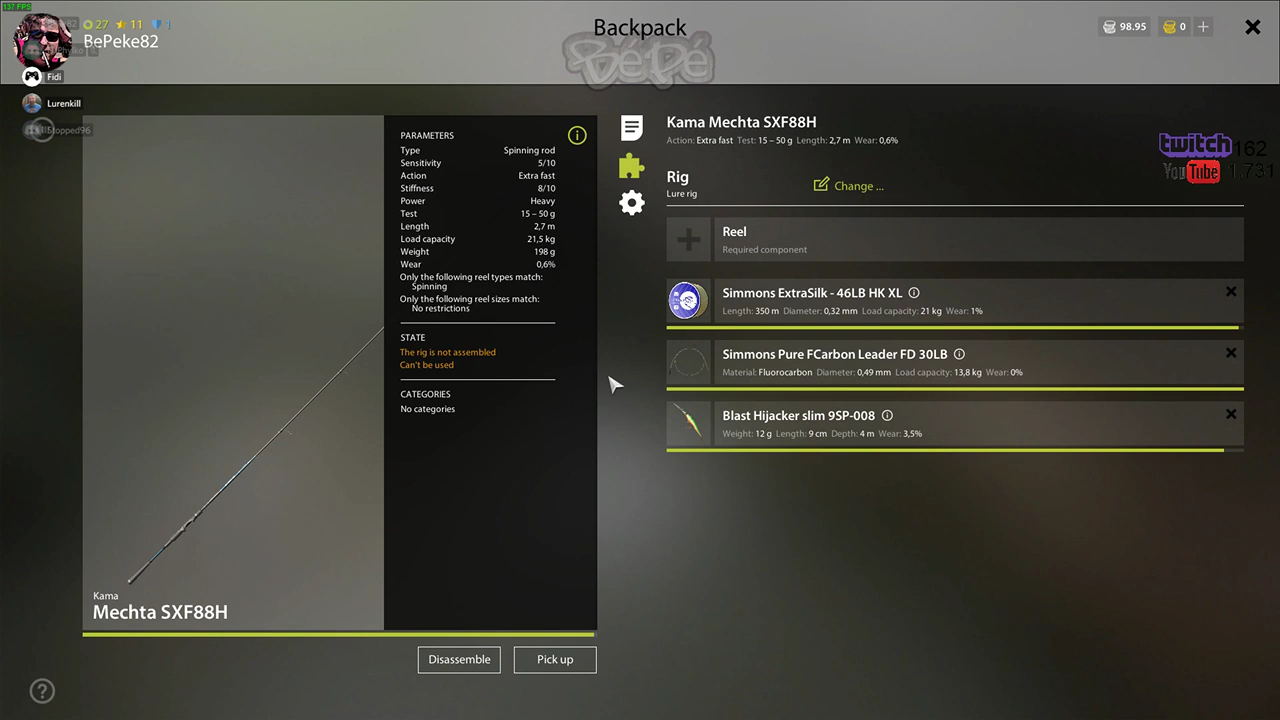 137 FPS
27 11 1
BePeke82
Fidi
Lurenkill
Stopped96
Backpack
BéPé
98.95 0
twitch 162
YouTube 1.731
PARAMETERS
Type Spinning rod
Sensitivity 5/10
Action Extra fast
Stiffness 8/10
Power Heavy
Test 15 – 50 g
Length 2,7 m
Load capacity 21,5 kg
Weight 198 g
Wear 0,6%
Only the following reel types match:
Spinning
Only the following reel sizes match:
No restrictions
STATE
The rig is not assembled
Can't be used
CATEGORIES
No categories
Kama
Mechta SXF88H
Disassemble Pick up
Kama Mechta SXF88H
Action: Extra fast Test: 15 – 50 g Length: 2,7 m Wear: 0,6%
Rig
Lure rig
Change ...
Reel
Required component
Simmons ExtraSilk - 46LB HK XL
Length: 350 m Diameter: 0,32 mm Load capacity: 21 kg Wear: 1%
Simmons Pure FCarbon Leader FD 30LB
Material: Fluorocarbon Diameter: 0,49 mm Load capacity: 13,8 kg Wear: 0%
Blast Hijacker slim 9SP-008
Weight: 12 g Length: 9 cm Depth: 4 m Wear: 3,5%
?